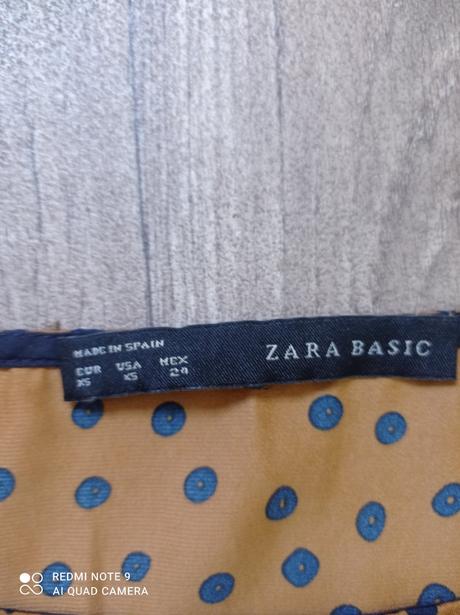 MADE IN SPAIN
ZARA BASIC
EUR USA MEX
XS XS 24
REDMI NOTE 9
AI QUAD CAMERA